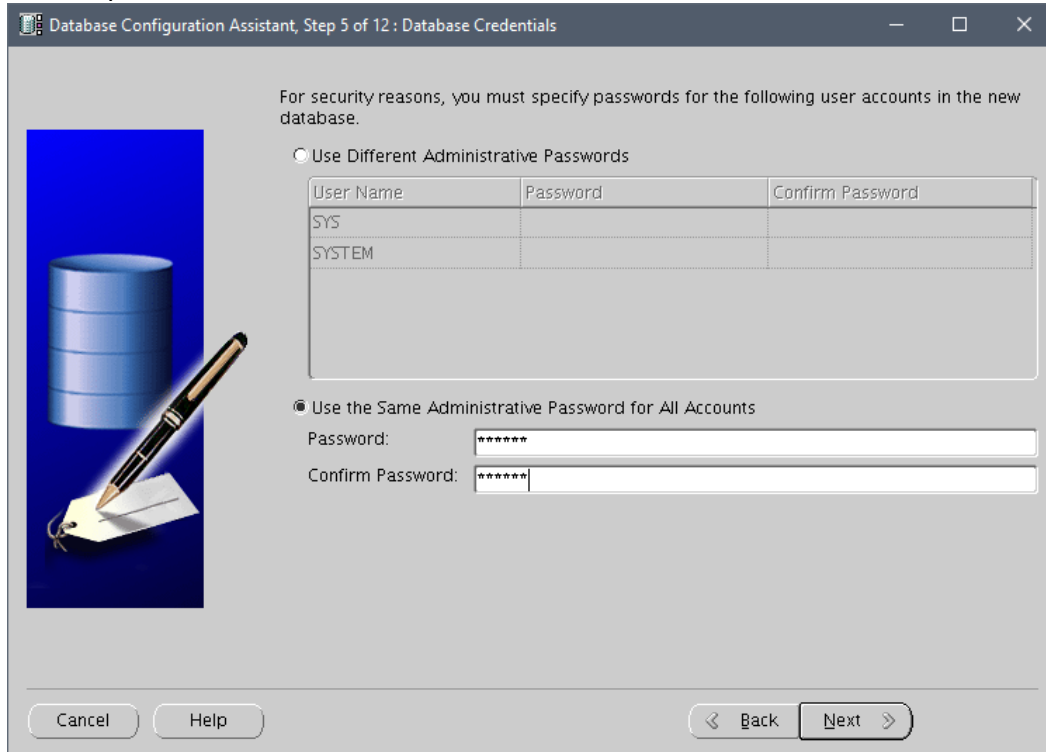 Database Configuration Assistant, Step 5 of 12 : Database Credentials
For security reasons, you must specify passwords for the following user accounts in the new
database.
Use Different Administrative Passwords
User Name Password Confirm Password
SYS
SYSTEM
Use the Same Administrative Password for All Accounts
Password: ******
Confirm Password: ******
Cancel Help Back Next